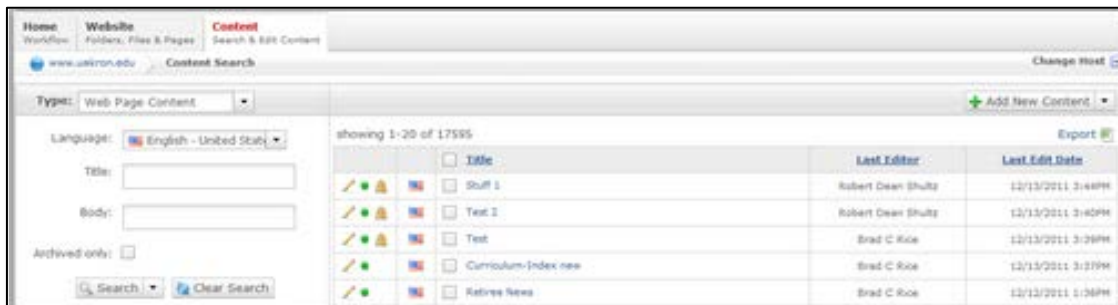 Home Website Content
Workflow Folders, Files & Pages Search & Edit Content
www.uakron.edu Content Search Change Host
Type: Web Page Content Add New Content
Language: English - United Stat showing 1-20 of 17595 Export
Title Last Editor Last Edit Date
Title: Stuff 1 Robert Dean Shultz 12/13/2011 3:44PM
Body: Test 2 Robert Dean Shultz 12/13/2011 3:40PM
Test Brad C Rice 12/13/2011 3:39PM
Archived only: Curriculum-Index new Brad C Rice 12/13/2011 3:37PM
Search Clear Search Retiree News Brad C Rice 12/12/2011 1:36PM